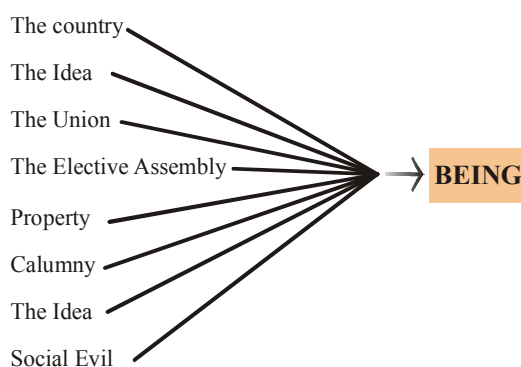 The country
The Idea
The Union
The Elective Assembly
Property
Calumny
The Idea
Social Evil
BEING